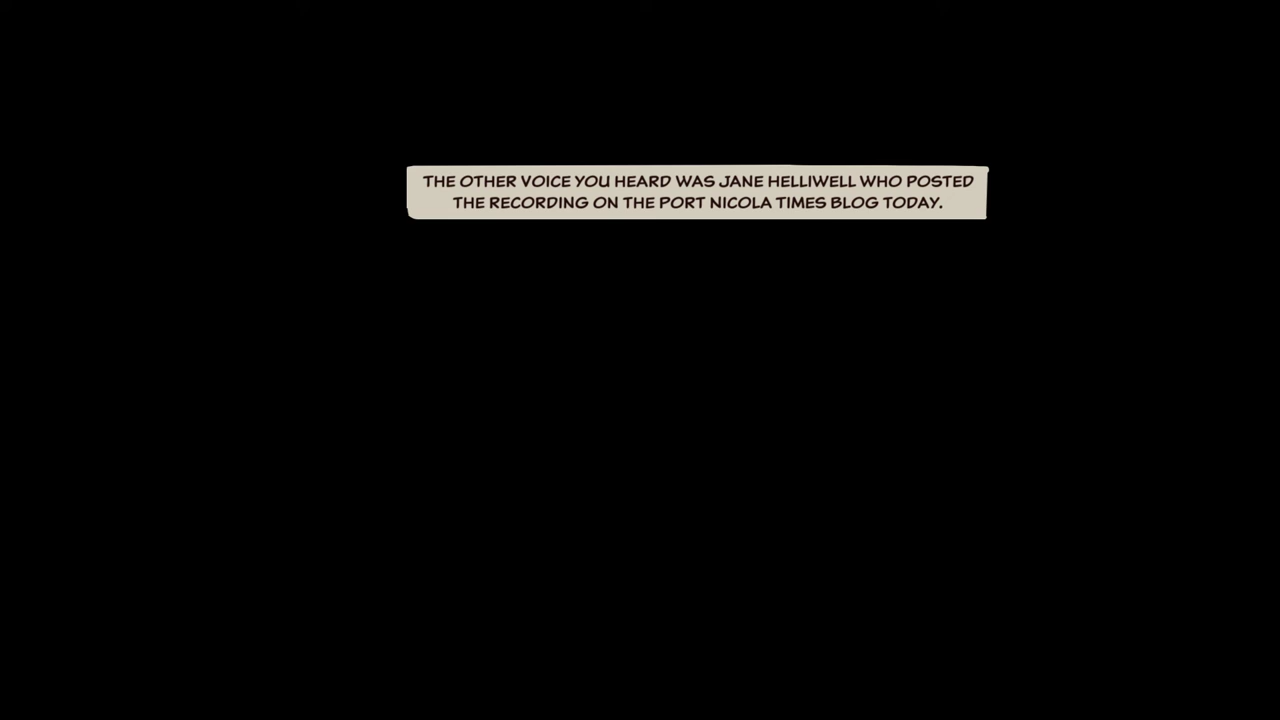 THE OTHER VOICE YOU HEARD WAS JANE HELLIWELL WHO POSTED
THE RECORDING ON THE PORT NICOLA TIMES BLOG TODAY.